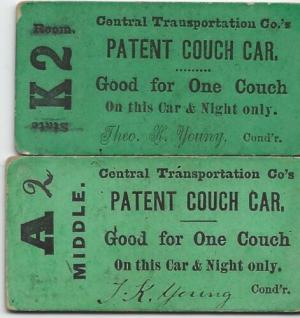 State Room.
K 2
Central Transportation Co.'s
PATENT COUCH CAR.
Good for One Couch
On this Car & Night only.
Theo. K. Young, Cond'r.
A 2
MIDDLE.
Central Transportation Co's
PATENT COUCH CAR.
Good for One Couch
On this Car & Night only.
T. K. Young Cond'r.